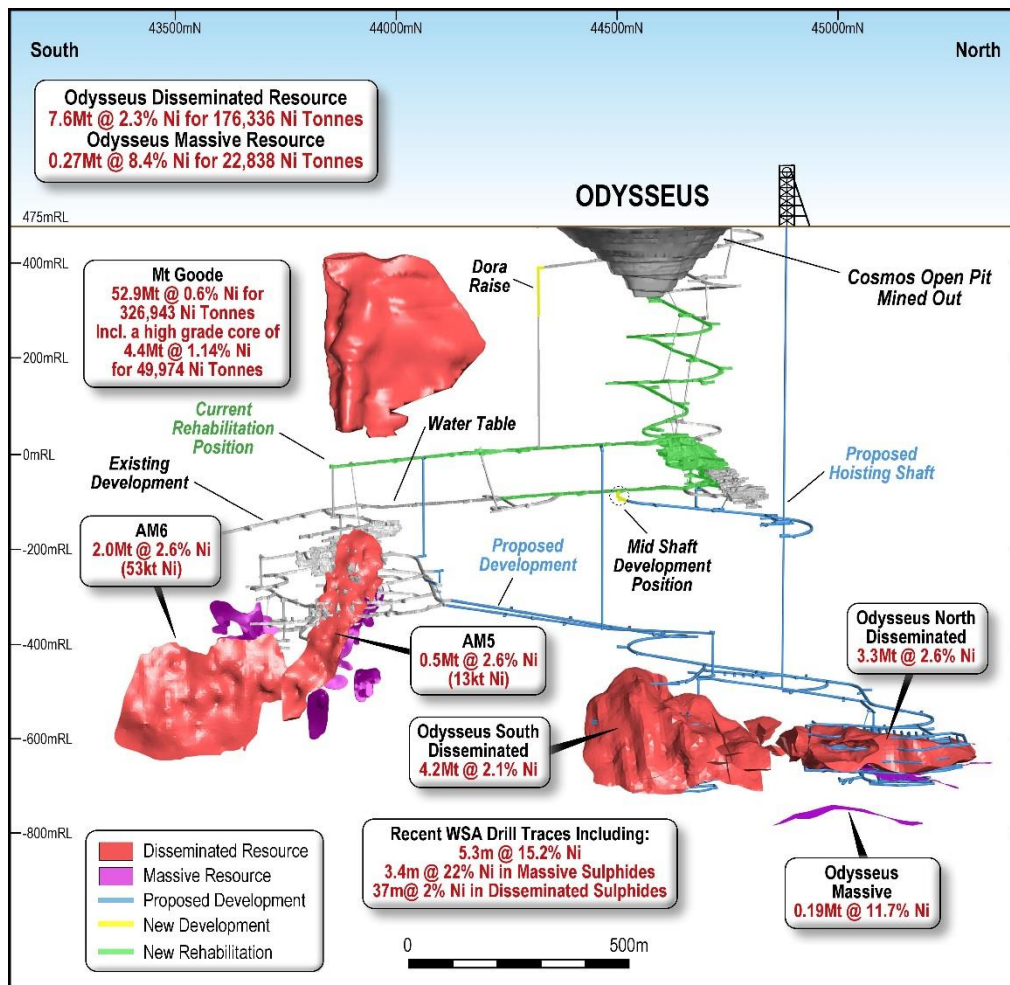 43500mN
44000mN
44500mN
45000mN
South
North
Odysseus Disseminated Resource
7.6Mt @ 2.3% Ni for 176,336 Ni Tonnes
Odysseus Massive Resource
0.27Mt @ 8.4% Ni for 22,838 Ni Tonnes
ODYSSEUS
475mRL
400mRL
200mRL
0mRL
-200mRL
-400mRL
-600mRL
-800mRL
Mt Goode
52.9Mt @ 0.6% Ni for
326,943 Ni Tonnes
Incl. a high grade core of
4.4Mt @ 1.14% Ni
for 49,974 Ni Tonnes
Dora
Raise
Cosmos Open Pit
Mined Out
Current
Rehabilitation
Position
Water Table
Existing
Development
Proposed
Hoisting Shaft
AM6
2.0Mt @ 2.6% Ni
(53kt Ni)
Proposed
Development
Mid Shaft
Development
Position
AM5
0.5Mt @ 2.6% Ni
(13kt Ni)
Odysseus North
Disseminated
3.3Mt @ 2.6% Ni
Odysseus South
Disseminated
4.2Mt @ 2.1% Ni
Recent WSA Drill Traces Including:
5.3m @ 15.2% Ni
3.4m @ 22% Ni in Massive Sulphides
37m@ 2% Ni in Disseminated Sulphides
Odysseus
Massive
0.19Mt @ 11.7% Ni
Disseminated Resource
Massive Resource
Proposed Development
New Development
New Rehabilitation
0
500m